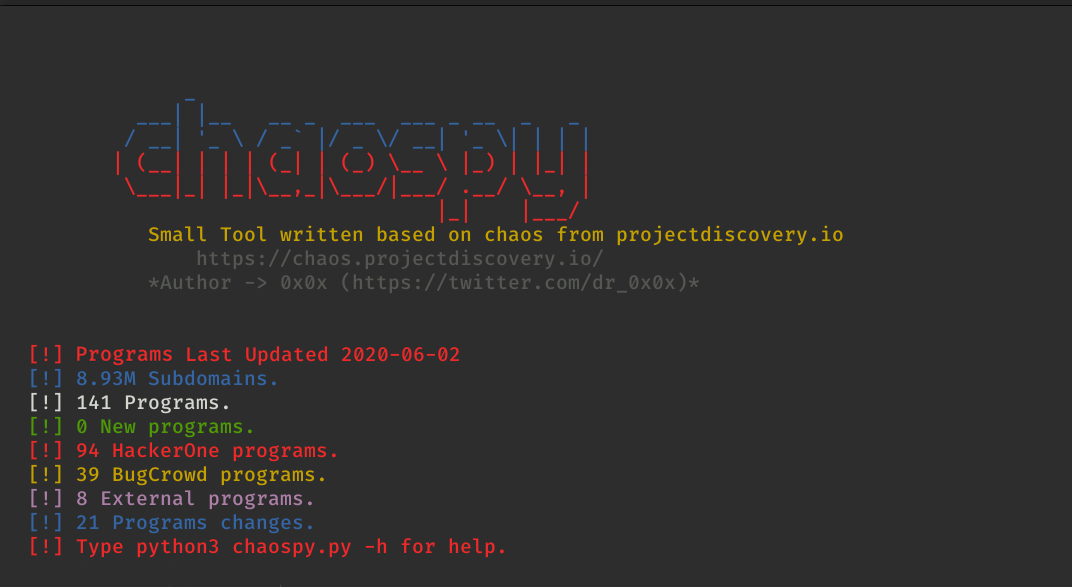 chaospy
Small Tool written based on chaos from projectdiscovery.io
https://chaos.projectdiscovery.io/
*Author -> 0x0x (https://twitter.com/dr_0x0x)*
[!] Programs Last Updated 2020-06-02
[!] 8.93M Subdomains.
[!] 141 Programs.
[!] 0 New programs.
[!] 94 HackerOne programs.
[!] 39 BugCrowd programs.
[!] 8 External programs.
[!] 21 Programs changes.
[!] Type python3 chaospy.py -h for help.